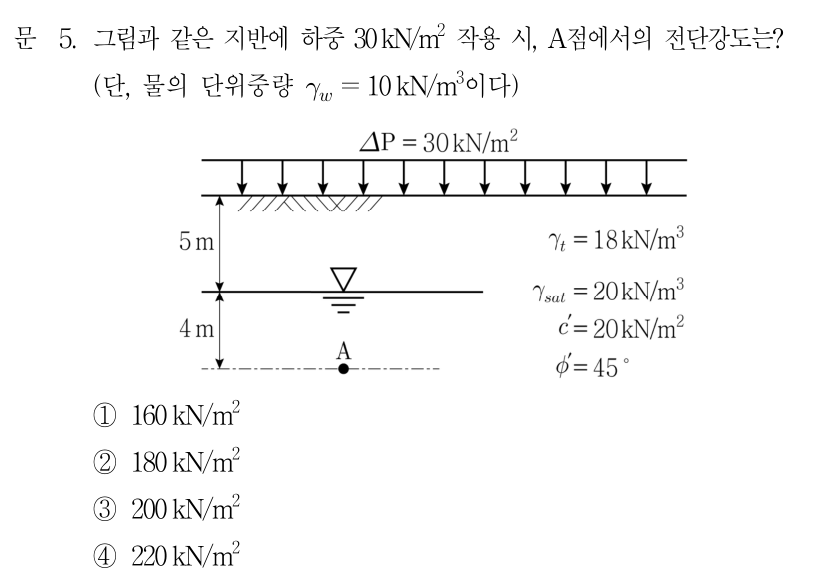 문 5. 그림과 같은 지반에 하중 30 kN/m² 작용 시, A점에서의 전단강도는?
(단, 물의 단위중량 γw = 10 kN/m³이다)
ΔP = 30 kN/m²
5 m
γt = 18 kN/m³
γsat = 20 kN/m³
c′ = 20 kN/m²
4 m
A
ϕ′ = 45°
① 160 kN/m²
② 180 kN/m²
③ 200 kN/m²
④ 220 kN/m²